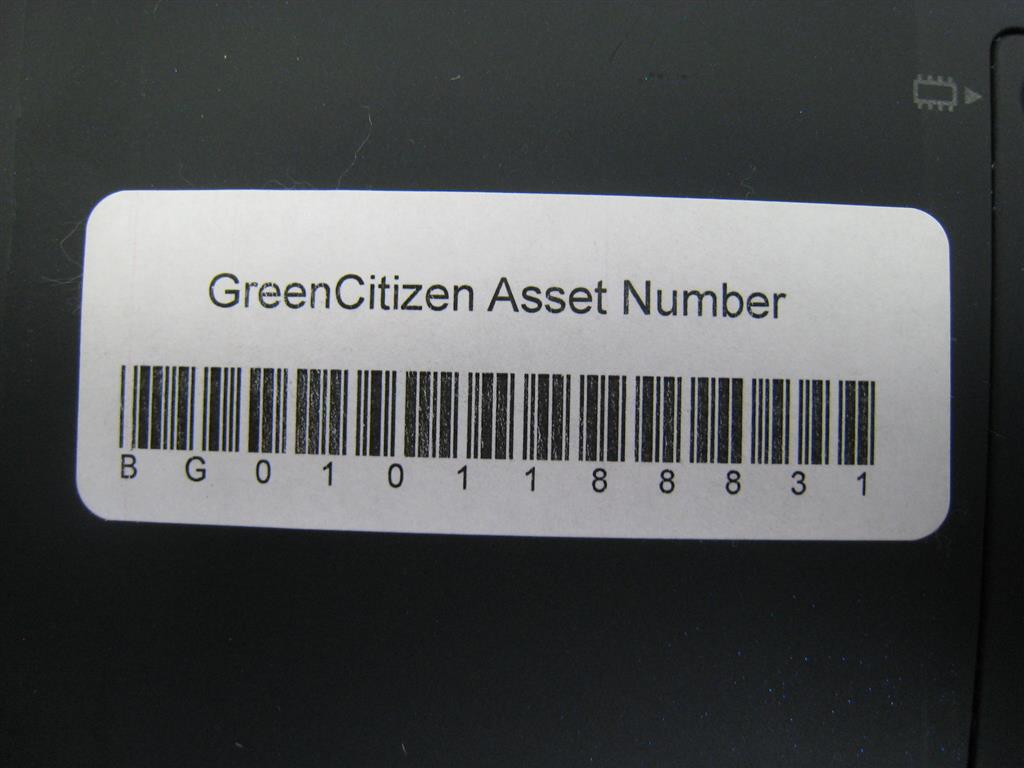 GreenCitizen Asset Number
B G 0 1 0 1 1 8 8 8 3 1